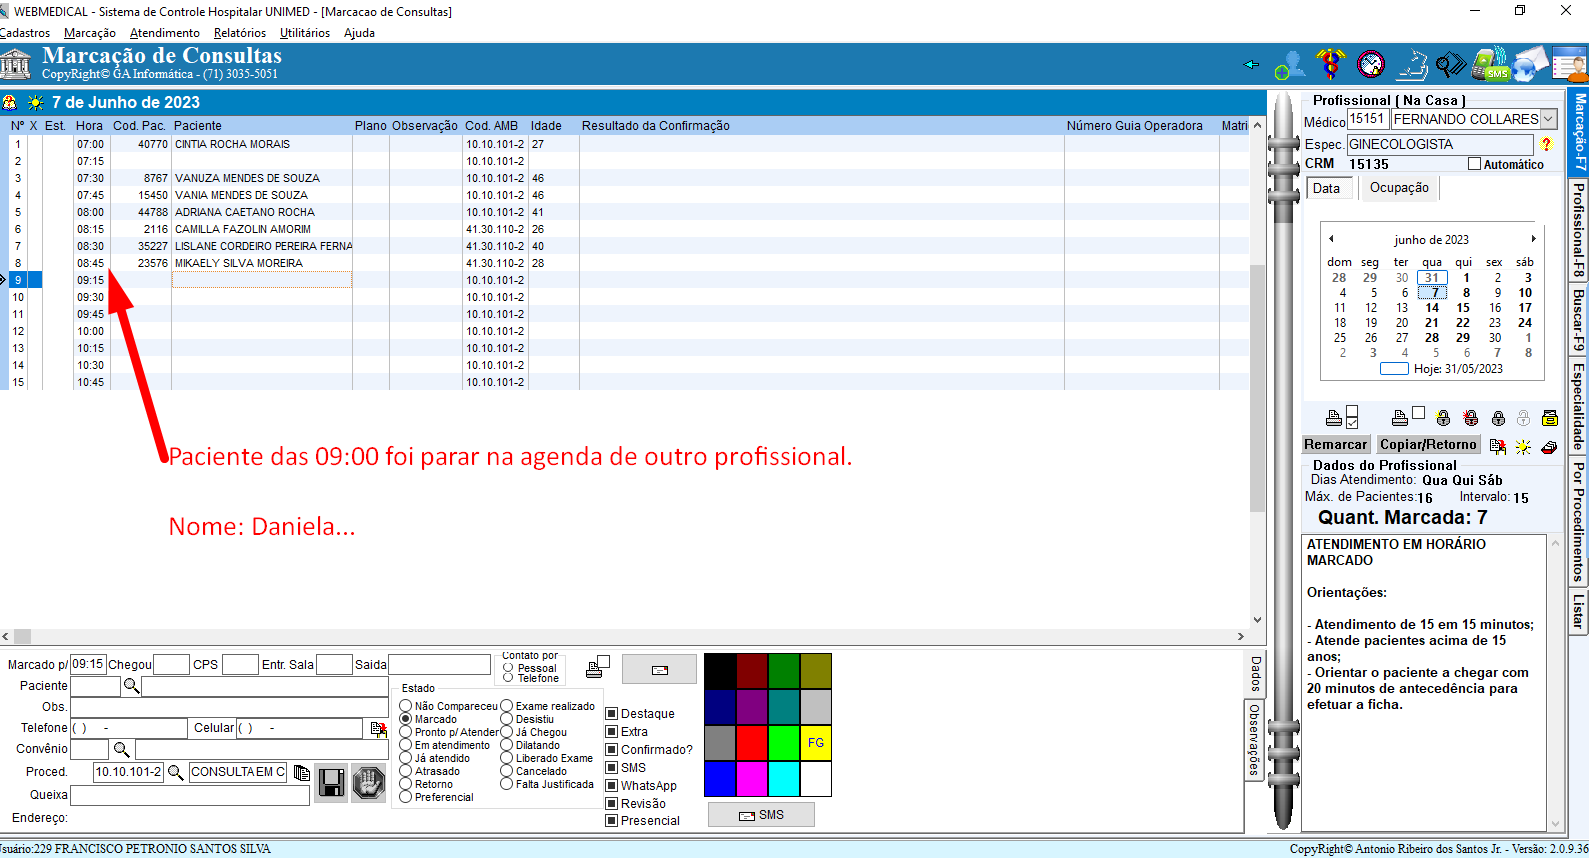 WEBMEDICAL - Sistema de Controle Hospitalar UNIMED - [Marcacao de Consultas]
Cadastros Marcação Atendimento Relatórios Utilitários Ajuda
Marcação de Consultas
CopyRight© GA Informática - (71) 3035-5051
SMS
7 de Junho de 2023
Nº X Est. Hora Cod. Pac. Paciente Plano Observação Cod. AMB Idade Resultado da Confirmação Número Guia Operadora Matri
1 07:00 40770 CINTIA ROCHA MORAIS 10.10.101-2 27
2 07:15 10.10.101-2
3 07:30 8767 VANUZA MENDES DE SOUZA 10.10.101-2 46
4 07:45 15450 VANIA MENDES DE SOUZA 10.10.101-2 46
5 08:00 44788 ADRIANA CAETANO ROCHA 10.10.101-2 41
6 08:15 2116 CAMILLA FAZOLIN AMORIM 41.30.110-2 26
7 08:30 35227 LISLANE CORDEIRO PEREIRA FERNA 41.30.110-2 40
8 08:45 23576 MIKAELY SILVA MOREIRA 41.30.110-2 28
9 09:15 10.10.101-2
10 09:30 10.10.101-2
11 09:45 10.10.101-2
12 10:00 10.10.101-2
13 10:15 10.10.101-2
14 10:30 10.10.101-2
15 10:45 10.10.101-2
Paciente das 09:00 foi parar na agenda de outro profissional.
Nome: Daniela...
Profissional ( Na Casa )
Médico 15151 FERNANDO COLLARES
Espec. GINECOLOGISTA ?
CRM 15135 Automático
Data Ocupação
junho de 2023
dom seg ter qua qui sex sáb
28 29 30 31 1 2 3
4 5 6 7 8 9 10
11 12 13 14 15 16 17
18 19 20 21 22 23 24
25 26 27 28 29 30 1
2 3 4 5 6 7 8
Hoje: 31/05/2023
Remarcar Copiar/Retorno
Dados do Profissional
Dias Atendimento: Qua Qui Sáb
Máx. de Pacientes: 16 Intervalo: 15
Quant. Marcada: 7
ATENDIMENTO EM HORÁRIO
MARCADO
Orientações:
- Atendimento de 15 em 15 minutos;
- Atende pacientes acima de 15
anos;
- Orientar o paciente a chegar com
20 minutos de antecedência para
efetuar a ficha.
Marcação-F7
Profissional-F8
Buscar-F9
Especialidade
Por Procedimentos
Listar
Marcado p/ 09:15 Chegou CPS Entr. Sala Saida
Paciente
Obs.
Telefone ( ) - Celular ( ) -
Convênio
Proced. 10.10.101-2 CONSULTA EM C
Queixa
Endereço:
Contato por
Pessoal
Telefone
Estado
Não Compareceu Exame realizado
Marcado Desistiu
Pronto p/ Atender Já Chegou
Em atendimento Dilatando
Já atendido Liberado Exame
Atrasado Cancelado
Retorno Falta Justificada
Preferencial
Destaque
Extra
Confirmado?
SMS
WhatsApp
Revisão
Presencial
FG
SMS
Dados
Observações
Usuário:229 FRANCISCO PETRONIO SANTOS SILVA
CopyRight© Antonio Ribeiro dos Santos Jr. - Versão: 2.0.9.36